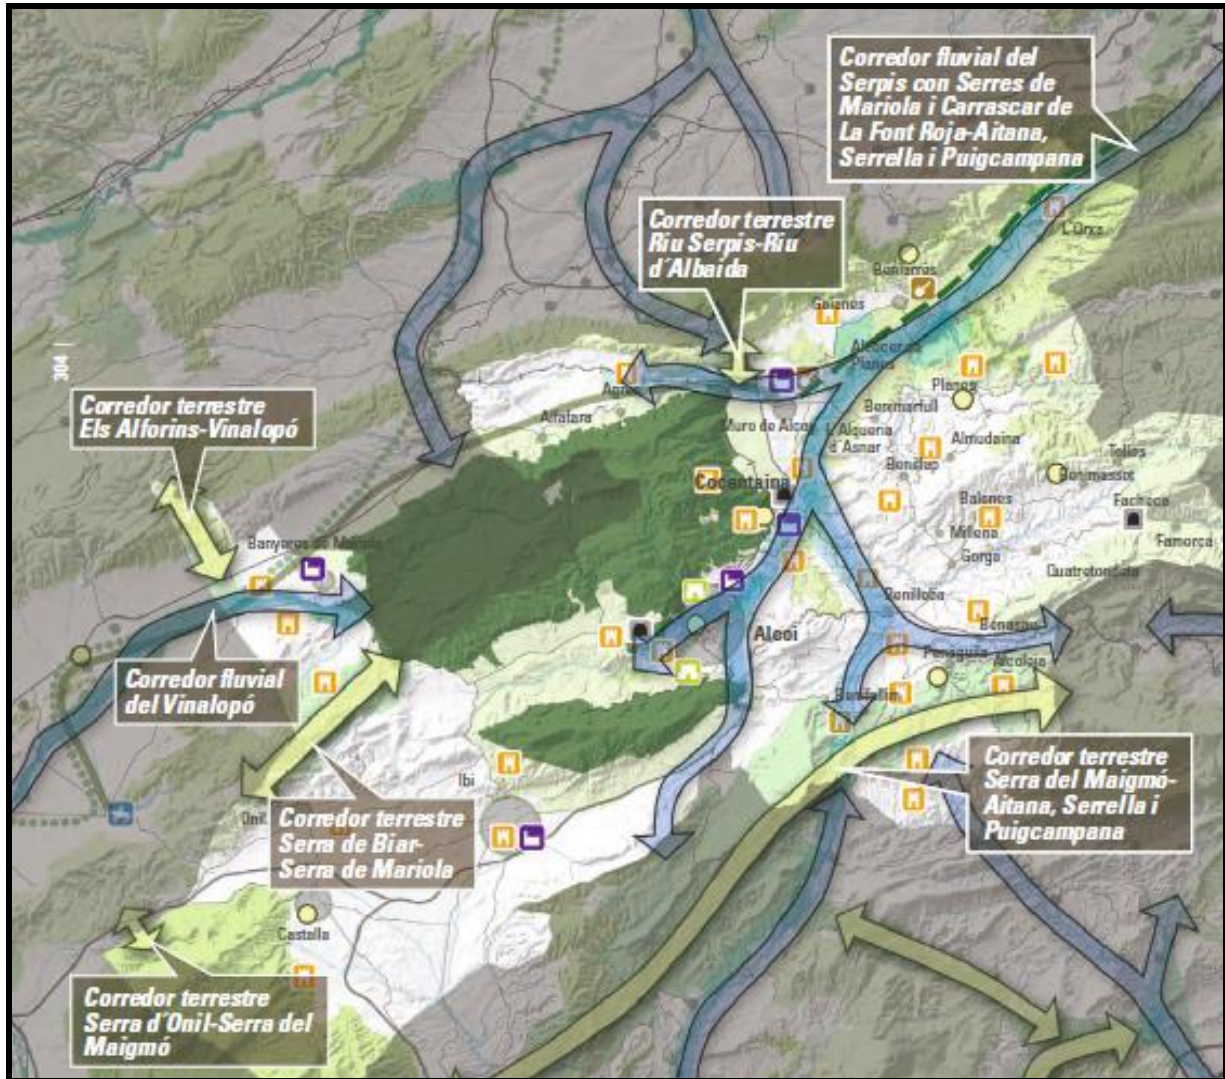 Corredor fluvial del
Serpis con Serres de
Mariola i Carrascar de
La Font Roja-Aitana,
Serrella i Puigcampana
Corredor terrestre
Riu Serpis-Riu
d´Albaida
L'Orxa
Beniarrés
Gaianes
304 |
Alcocer de
Planes
Planes
Agres
Corredor terrestre
Els Alforins-Vinalopó
Alfafara
Benimarfull
Muro de Alcoy
L'Alqueria
d´Asnar
Almudaina
Tollos
Cocentaina
Benillup
Benimassot
Balones
Facheca
Millena
Famorca
Banyeres de Mariola
Gorga
Quatretondeta
Benilloba
Alcoi
Benasau
Penàguila
Alcoleja
Corredor fluvial
del Vinalopó
Benifallim
Ibi
Corredor terrestre
Serra del Maigmó-
Aitana, Serrella i
Puigcampana
Onil
Corredor terrestre
Serra de Biar-
Serra de Mariola
Castalla
Corredor terrestre
Serra d´Onil-Serra del
Maigmó